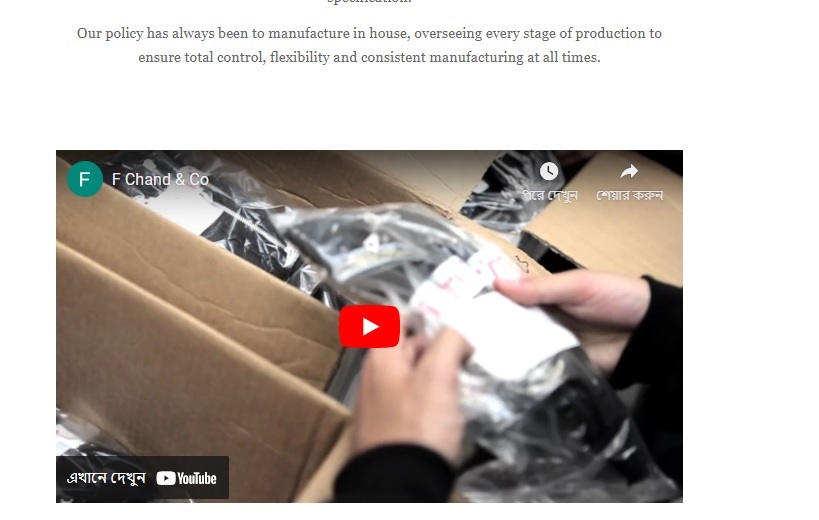 specification.
Our policy has always been to manufacture in house, overseeing every stage of production to
ensure total control, flexibility and consistent manufacturing at all times.
F
F Chand & Co
পরে দেখুন
শেয়ার করুন
এখানে দেখুন YouTube